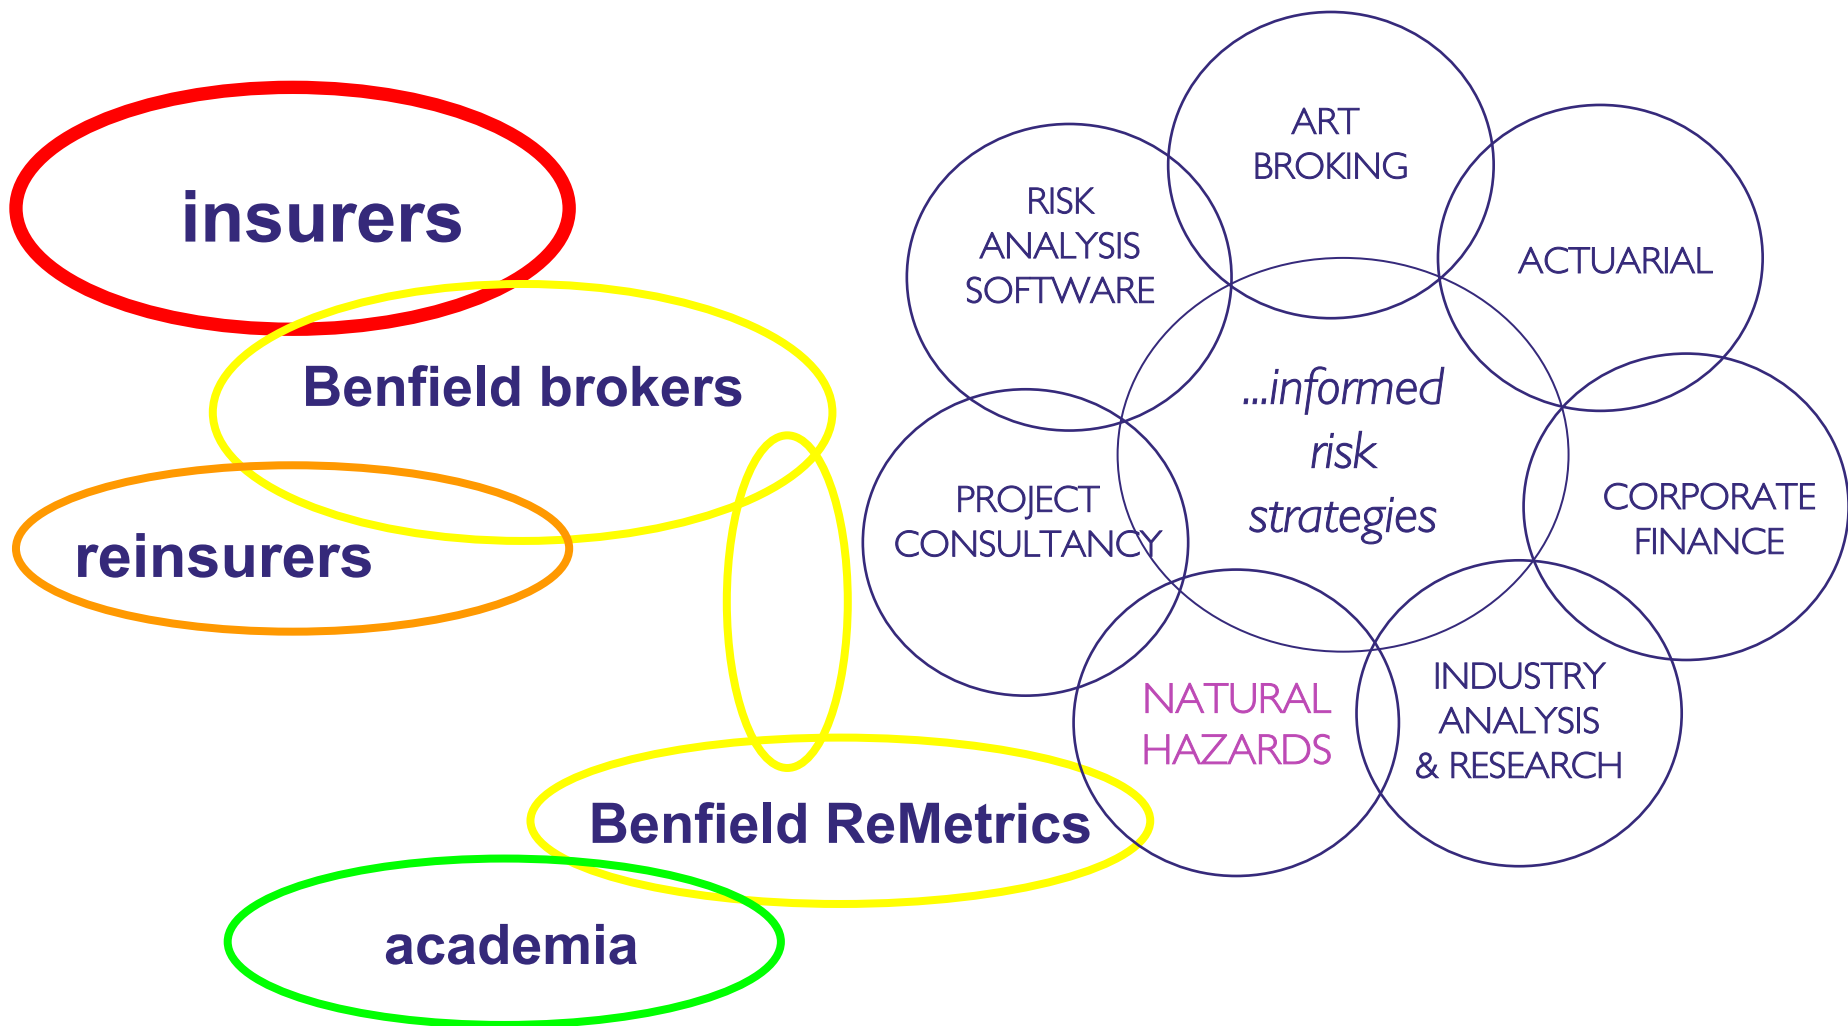 insurers
Benfield brokers
reinsurers
Benfield ReMetrics
academia
ART
BROKING
RISK
ANALYSIS
SOFTWARE
ACTUARIAL
...informed
risk
strategies
PROJECT
CONSULTANCY
CORPORATE
FINANCE
NATURAL
HAZARDS
INDUSTRY
ANALYSIS
& RESEARCH